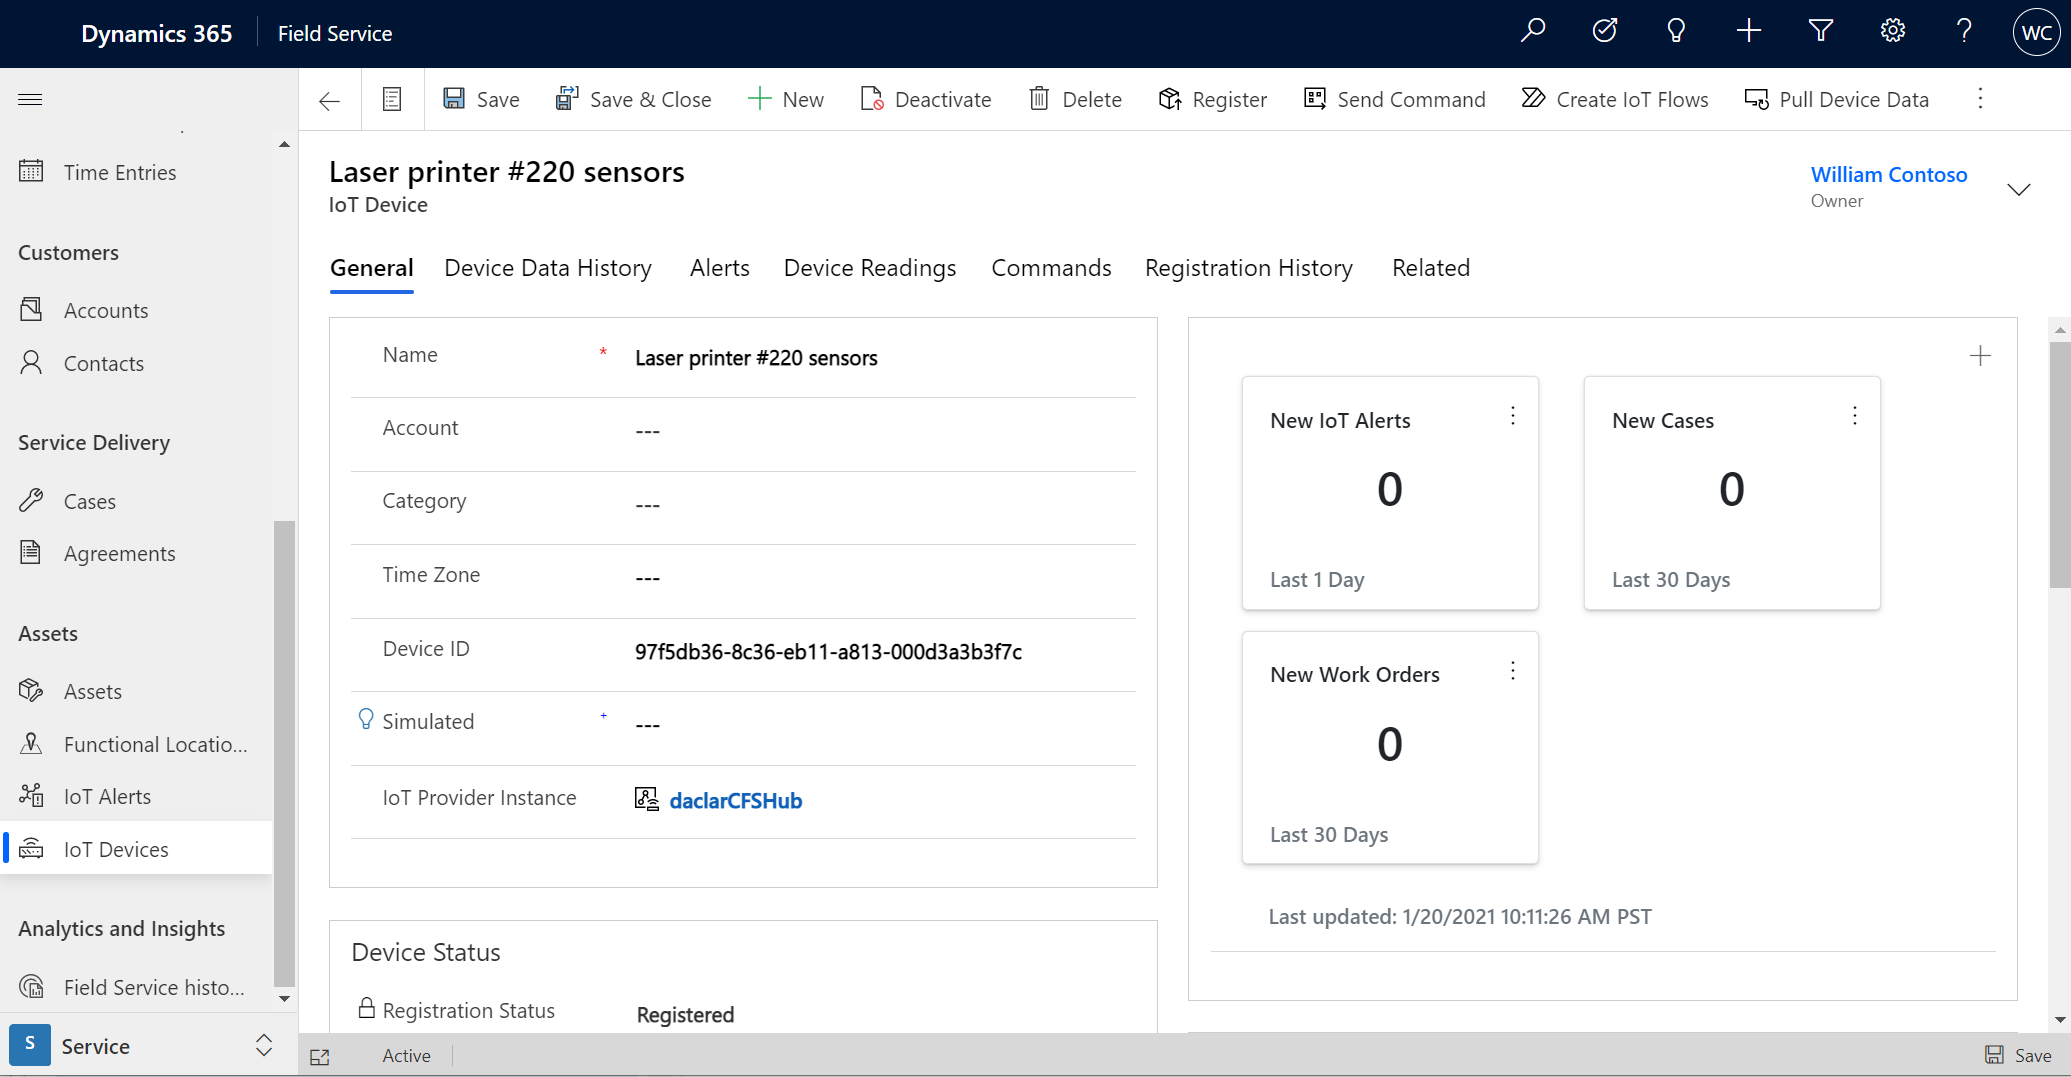 Dynamics 365 Field Service WC
Save Save & Close New Deactivate Delete Register Send Command Create IoT Flows Pull Device Data
Time Entries
Customers
Accounts
Contacts
Service Delivery
Cases
Agreements
Assets
Assets
Functional Locatio...
IoT Alerts
IoT Devices
Analytics and Insights
Field Service histo...
S Service
Laser printer #220 sensors
IoT Device
William Contoso
Owner
General Device Data History Alerts Device Readings Commands Registration History Related
Name * Laser printer #220 sensors
Account ---
Category ---
Time Zone ---
Device ID 97f5db36-8c36-eb11-a813-000d3a3b3f7c
Simulated + ---
IoT Provider Instance daclarCFSHub
Device Status
Registration Status Registered
New IoT Alerts
0
Last 1 Day
New Cases
0
Last 30 Days
New Work Orders
0
Last 30 Days
Last updated: 1/20/2021 10:11:26 AM PST
Active
Save